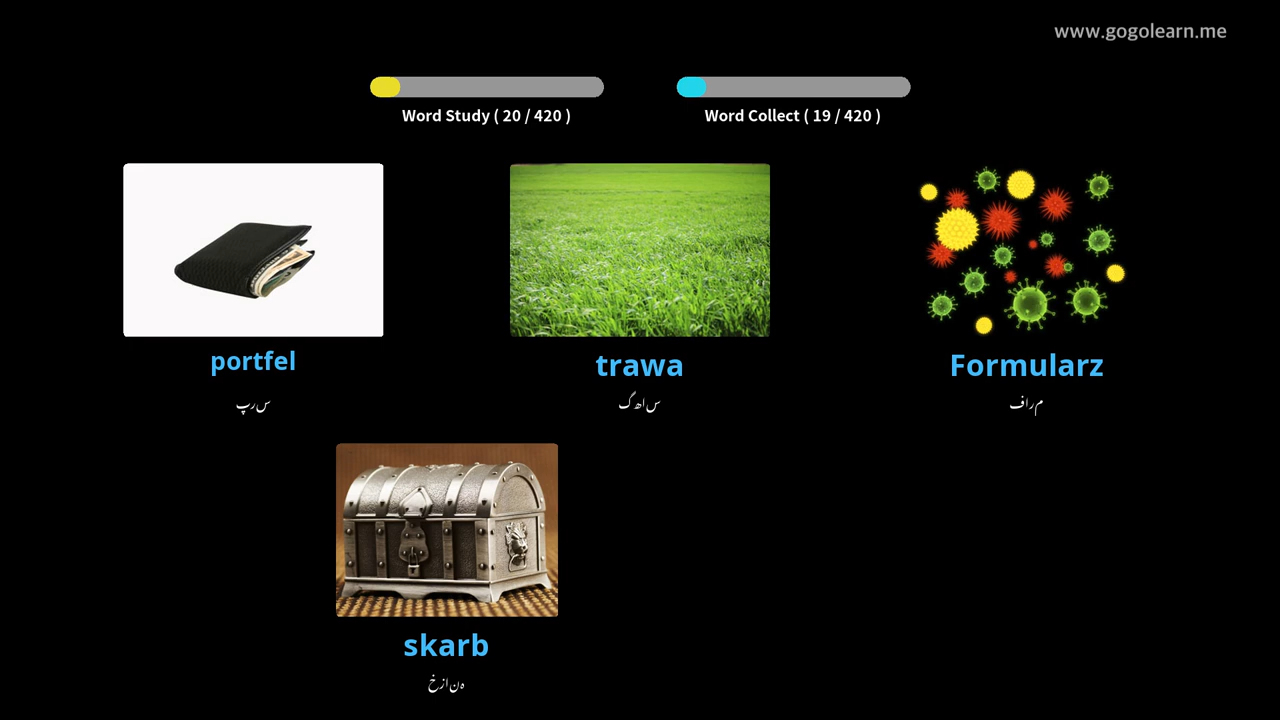 www.gogolearn.me
Word Study ( 20 / 420 )
Word Collect ( 19 / 420 )
portfel
trawa
Formularz
پرس
گھاس
فارم
skarb
خزانہ